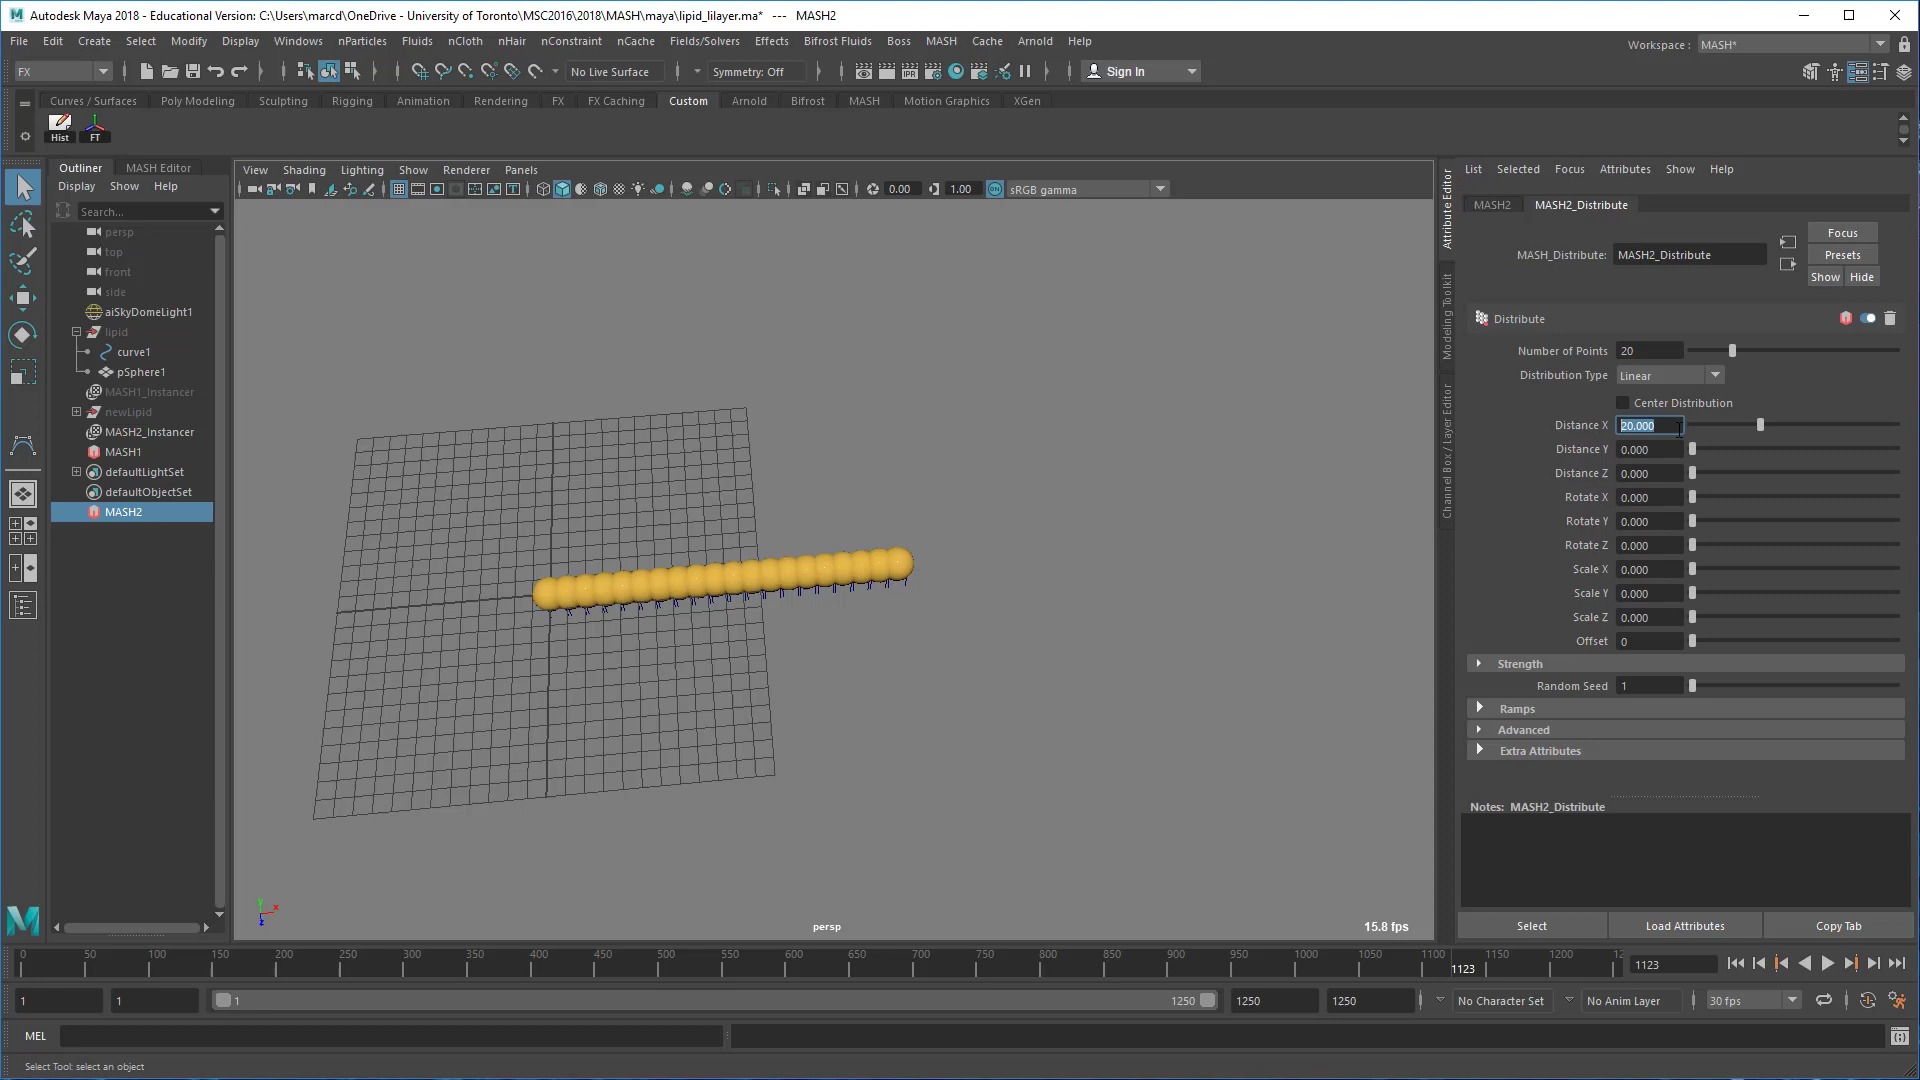 Autodesk Maya 2018 - Educational Version: C:\Users\marcd\OneDrive - University of Toronto\MSC2016\2018\MASH\maya\lipid_lilayer.ma* --- MASH2
File Edit Create Select Modify Display Windows nParticles Fluids nCloth nHair nConstraint nCache Fields/Solvers Effects Bifrost Fluids Boss MASH Cache Arnold Help
Workspace : MASH*
FX No Live Surface Symmetry: Off IPR Sign In
Curves / Surfaces Poly Modeling Sculpting Rigging Animation Rendering FX FX Caching Custom Arnold Bifrost MASH Motion Graphics XGen
Hist FT
Outliner MASH Editor
Display Show Help
Search...
persp
top
front
side
aiSkyDomeLight1
lipid
curve1
pSphere1
MASH1_Instancer
newLipid
MASH2_Instancer
MASH1
defaultLightSet
defaultObjectSet
MASH2
View Shading Lighting Show Renderer Panels
0.00 1.00 ON sRGB gamma
persp
15.8 fps
Attribute Editor
Modeling Toolkit
Channel Box / Layer Editor
List Selected Focus Attributes Show Help
MASH2 MASH2_Distribute
MASH_Distribute: MASH2_Distribute
Focus
Presets
Show Hide
Distribute
Number of Points 20
Distribution Type Linear
Center Distribution
Distance X 20.000
Distance Y 0.000
Distance Z 0.000
Rotate X 0.000
Rotate Y 0.000
Rotate Z 0.000
Scale X 0.000
Scale Y 0.000
Scale Z 0.000
Offset 0
Strength
Random Seed 1
Ramps
Advanced
Extra Attributes
Notes: MASH2_Distribute
Select Load Attributes Copy Tab
0 50 100 150 200 250 300 350 400 450 500 550 600 650 700 750 800 850 900 950 1000 1050 1100 1150 1200 12
1123 1123
1 1 1 1250 1250 1250 No Character Set No Anim Layer 30 fps
MEL
Select Tool: select an object